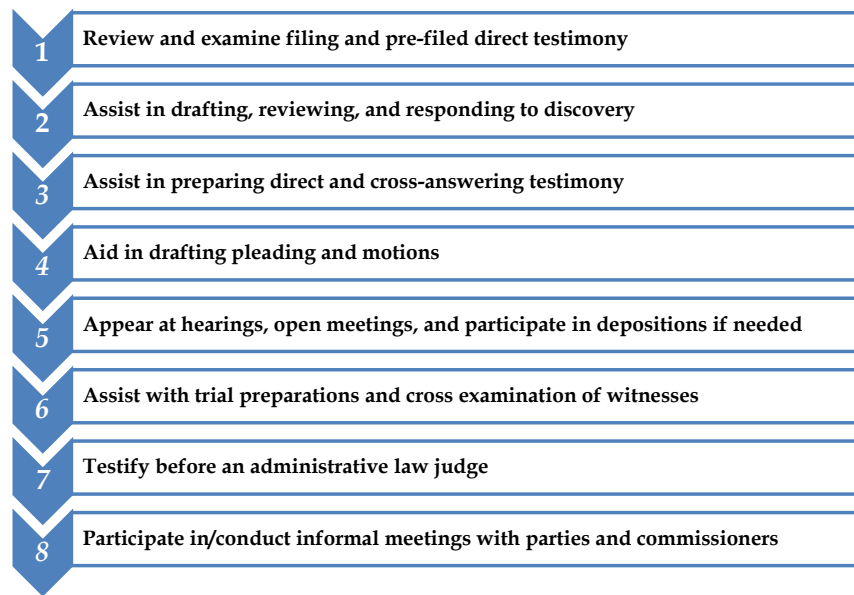 1 Review and examine filing and pre-filed direct testimony
2 Assist in drafting, reviewing, and responding to discovery
3 Assist in preparing direct and cross-answering testimony
4 Aid in drafting pleading and motions
5 Appear at hearings, open meetings, and participate in depositions if needed
6 Assist with trial preparations and cross examination of witnesses
7 Testify before an administrative law judge
8 Participate in/conduct informal meetings with parties and commissioners